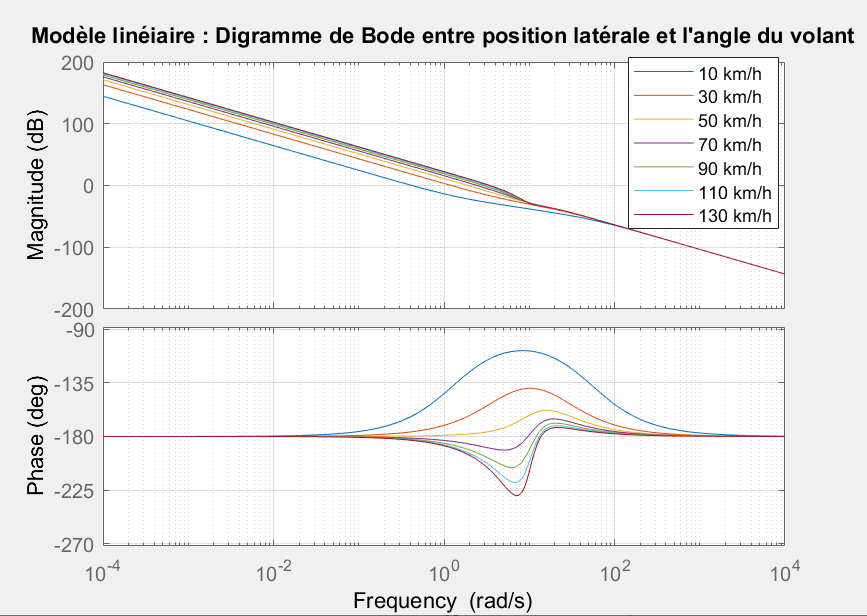 Modèle linéiaire : Digramme de Bode entre position latérale et l'angle du volant
Magnitude (dB)
200
100
0
-100
-200
10 km/h
30 km/h
50 km/h
70 km/h
90 km/h
110 km/h
130 km/h
Phase (deg)
-90
-135
-180
-225
-270
10^-4 10^-2 10^0 10^2 10^4
Frequency (rad/s)